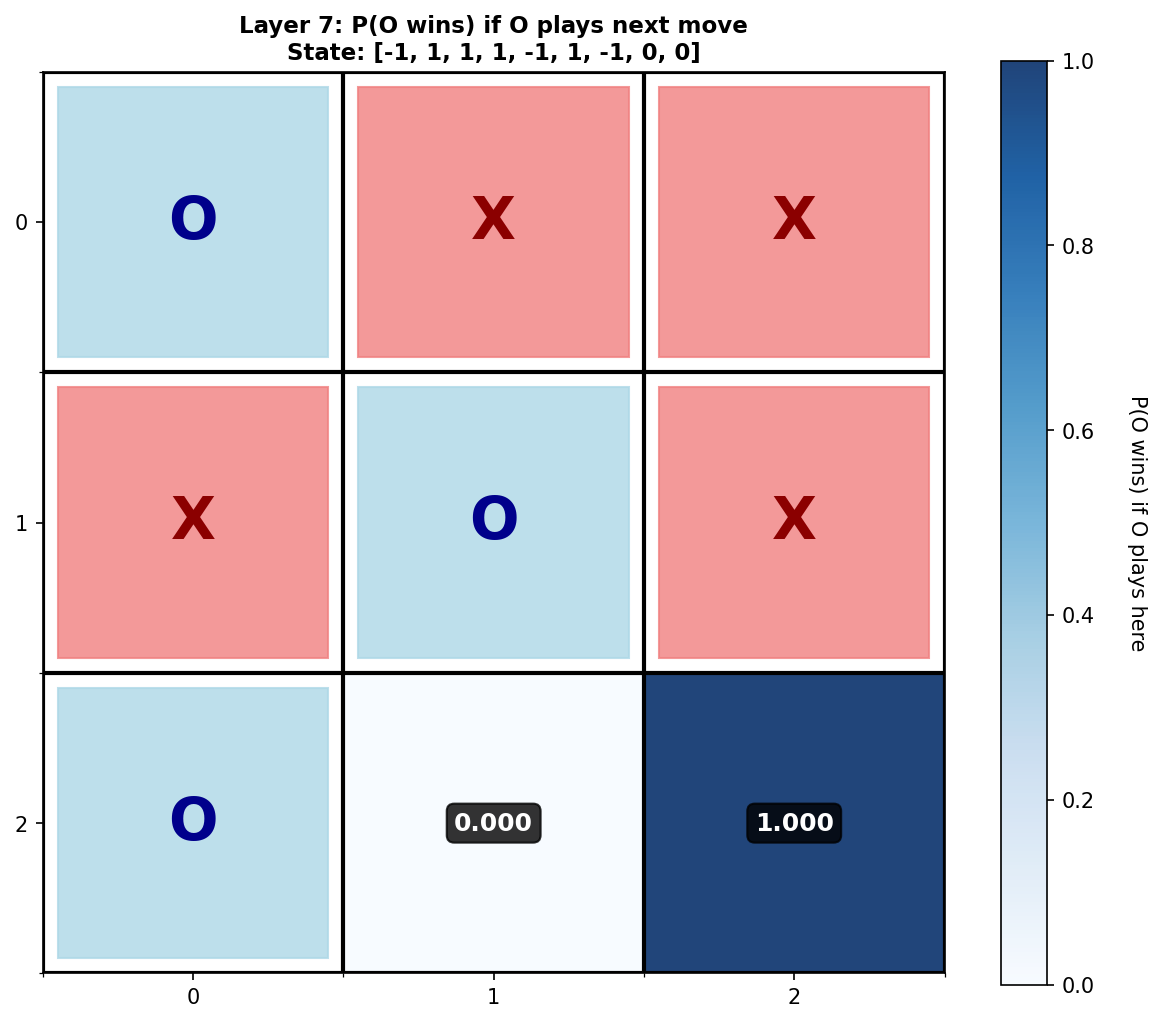 Layer 7: P(O wins) if O plays next move
State: [-1, 1, 1, 1, -1, 1, -1, 0, 0]
0
O
X
X
1
X
O
X
2
O
0.000
1.000
0
1
2
1.0
0.8
0.6
0.4
0.2
0.0
P(O wins) if O plays here